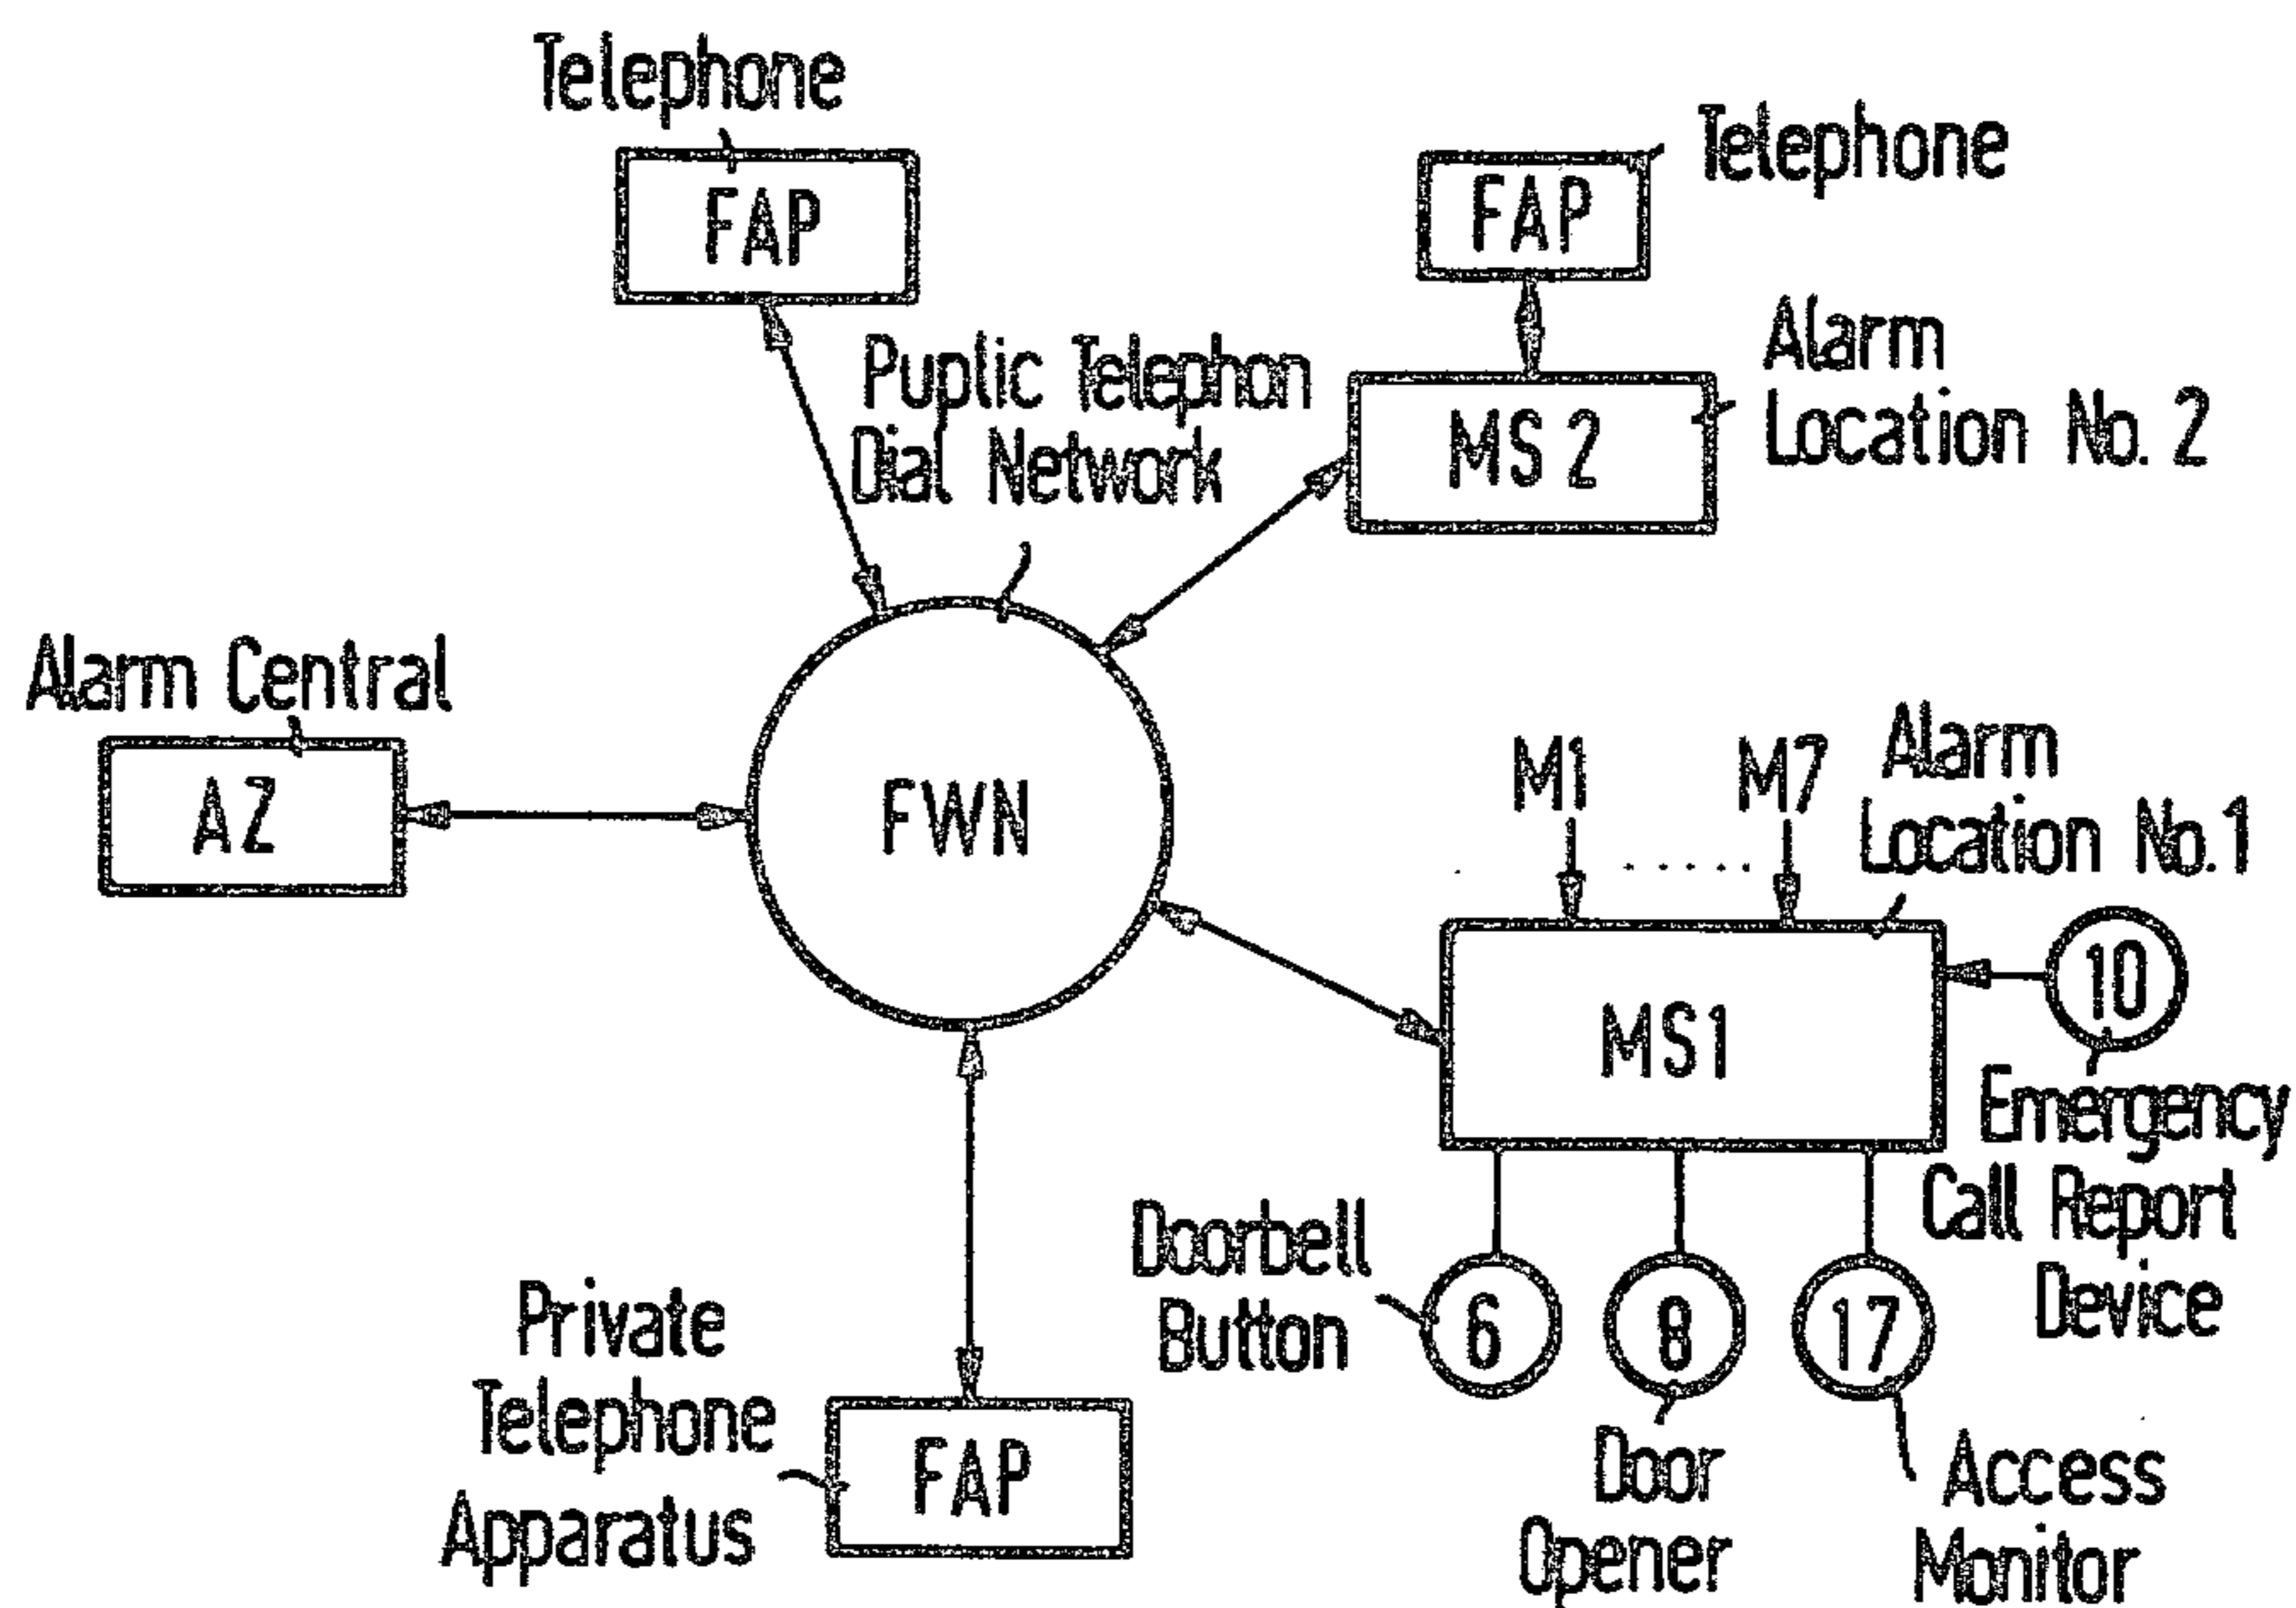 Telephone
FAP
Telephone
FAP
Puplic Telephon
Dial Network
Alarm
Location No. 2
MS 2
Alarm Central
AZ
FWN
M1
M7
Alarm
Location No. 1
MS1
10
Emergency
Call Report
Device
Doorbell
Button
6
8
17
Door
Opener
Access
Monitor
Private
Telephone
Apparatus
FAP